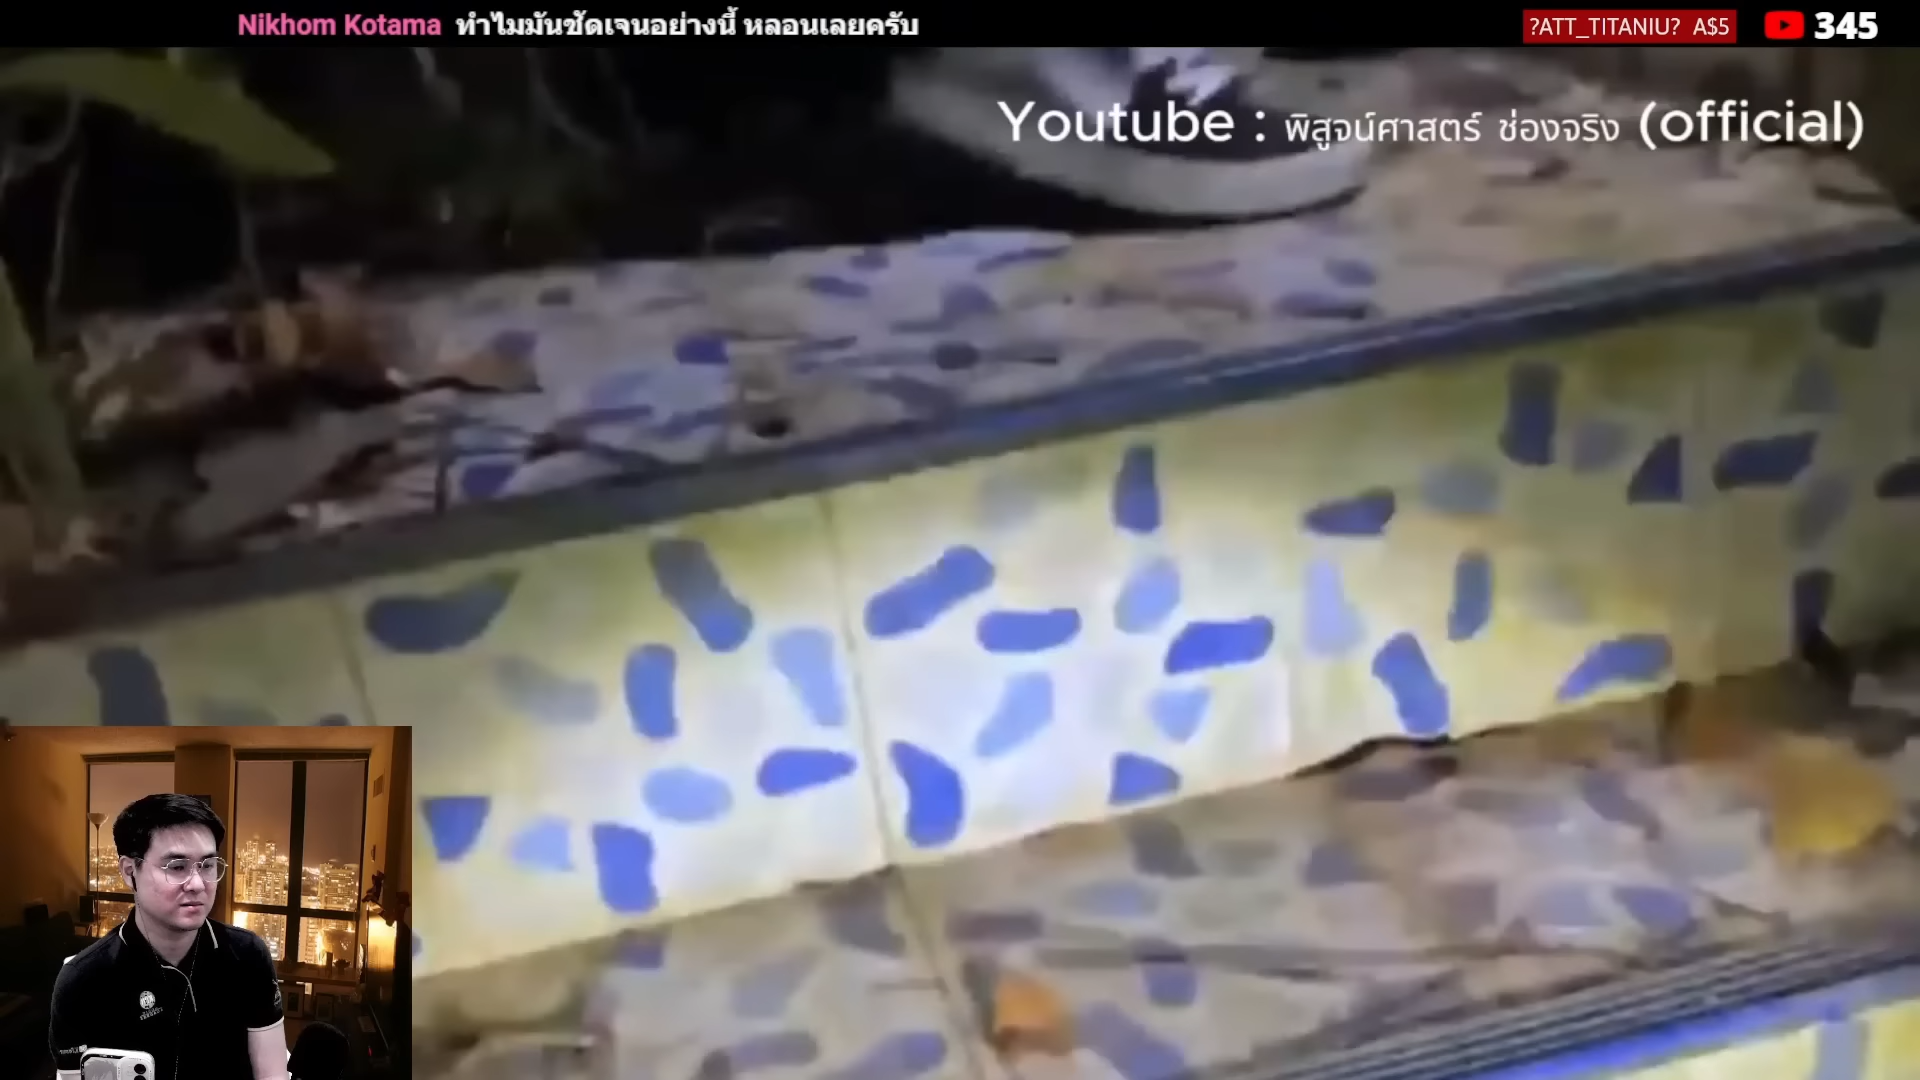 Nikhom Kotama ทำไมมันชัดเจนอย่างนี้ หลอนเลยครับ
?ATT_TITANIU? A$5
345
Youtube : พิสูจน์ศาสตร์ ช่องจริง (official)